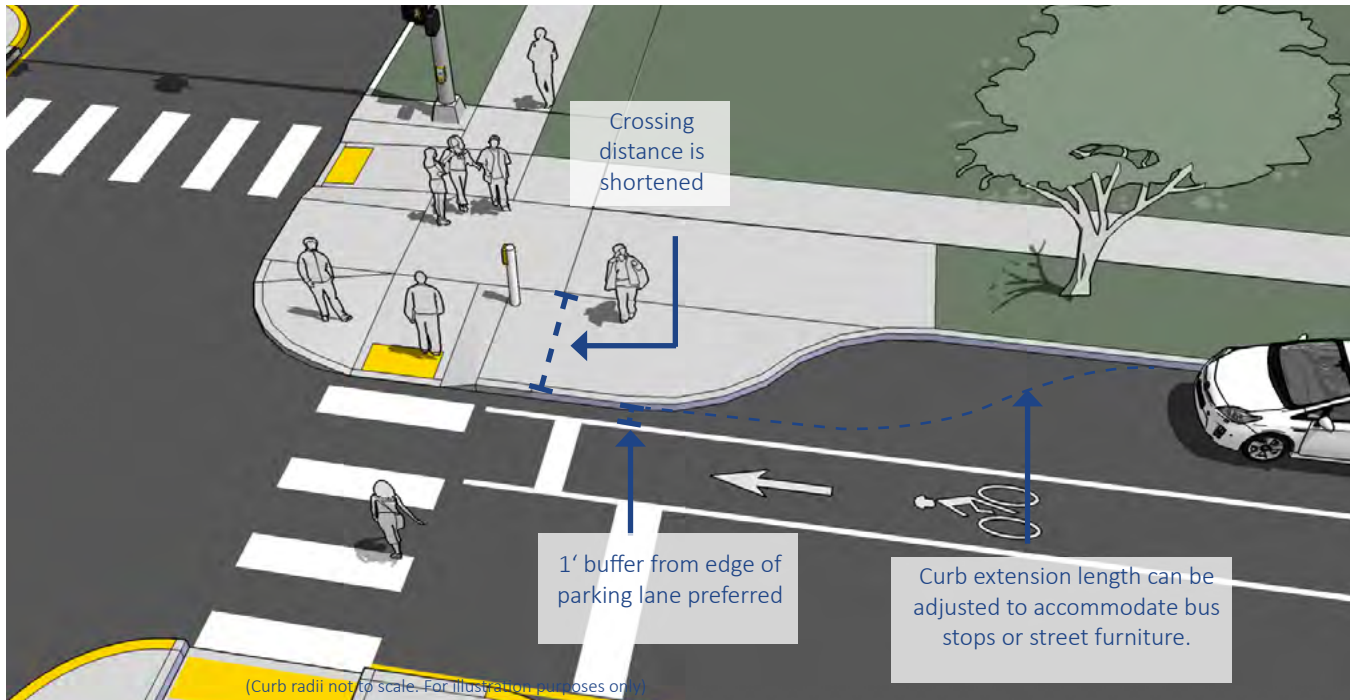 Crossing
distance is
shortened
1‘ buffer from edge of
parking lane preferred
Curb extension length can be
adjusted to accommodate bus
stops or street furniture.
(Curb radii not to scale. For illustration purposes only)